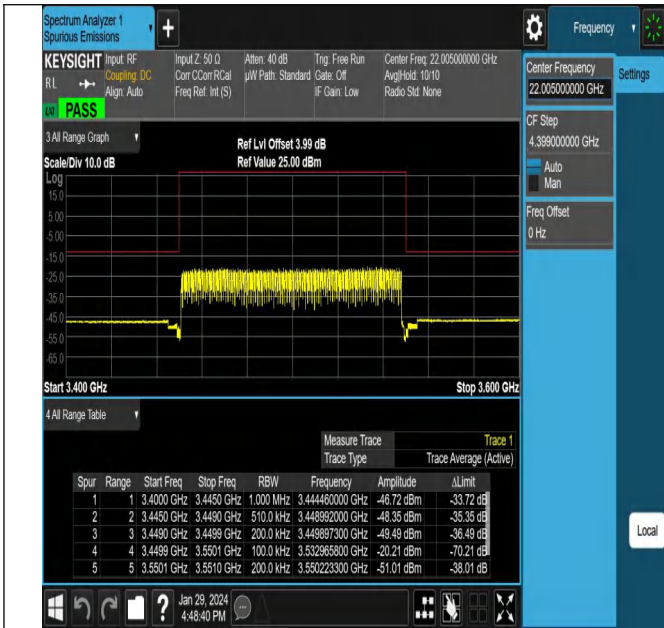 Spectrum Analyzer 1
Spurious Emissions
Frequency
KEYSIGHT
RL
Input: RF
Coupling: DC
Align: Auto
Input Z: 50 Ω
Corr CCorr RCal
Freq Ref: Int (S)
Atten: 40 dB
µW Path: Standard
Trig: Free Run
Gate: Off
IF Gain: Low
Center Freq: 22.005000000 GHz
Avg|Hold: 10/10
Radio Std: None
PASS
Center Frequency
22.005000000 GHz
Settings
CF Step
4.399000000 GHz
Auto
Man
Freq Offset
0 Hz
3 All Range Graph
Scale/Div 10.0 dB
Ref Lvl Offset 3.99 dB
Ref Value 25.00 dBm
Log
15.0
5.00
-5.00
-15.0
-25.0
-35.0
-45.0
-55.0
-65.0
Start 3.400 GHz
Stop 3.600 GHz
4 All Range Table
Measure Trace Trace 1
Trace Type Trace Average (Active)
Spur Range Start Freq Stop Freq RBW Frequency Amplitude ΔLimit
1 1 3.4000 GHz 3.4450 GHz 1.000 MHz 3.444460000 GHz -46.72 dBm -33.72 dB
2 2 3.4450 GHz 3.4490 GHz 510.0 kHz 3.448992000 GHz -48.35 dBm -35.35 dB
3 3 3.4490 GHz 3.4499 GHz 200.0 kHz 3.449897300 GHz -49.49 dBm -36.49 dB
4 4 3.4499 GHz 3.5501 GHz 100.0 kHz 3.532965800 GHz -20.21 dBm -70.21 dB
5 5 3.5501 GHz 3.5510 GHz 200.0 kHz 3.550223300 GHz -51.01 dBm -38.01 dB
Local
?
Jan 29, 2024
4:48:40 PM